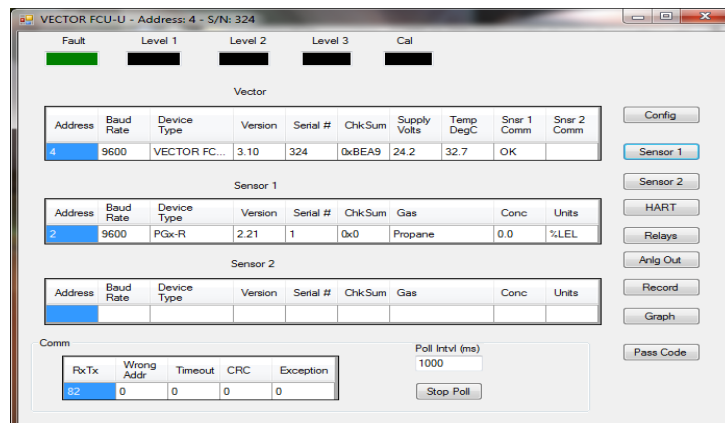 VECTOR FCU-U - Address: 4 - S/N: 324
Fault Level 1 Level 2 Level 3 Cal
Vector
Address Baud Rate Device Type Version Serial # ChkSum Supply Volts Temp DegC Snsr 1 Comm Snsr 2 Comm
4 9600 VECTOR FC... 3.10 324 0xBEA9 24.2 32.7 OK
Sensor 1
Address Baud Rate Device Type Version Serial # ChkSum Gas Conc Units
2 9600 PGx-R 2.21 1 0x0 Propane 0.0 %LEL
Sensor 2
Address Baud Rate Device Type Version Serial # ChkSum Gas Conc Units
Config
Sensor 1
Sensor 2
HART
Relays
Anlg Out
Record
Graph
Pass Code
Comm
RxTx Wrong Addr Timeout CRC Exception
82 0 0 0 0
Poll Intvl (ms)
1000
Stop Poll